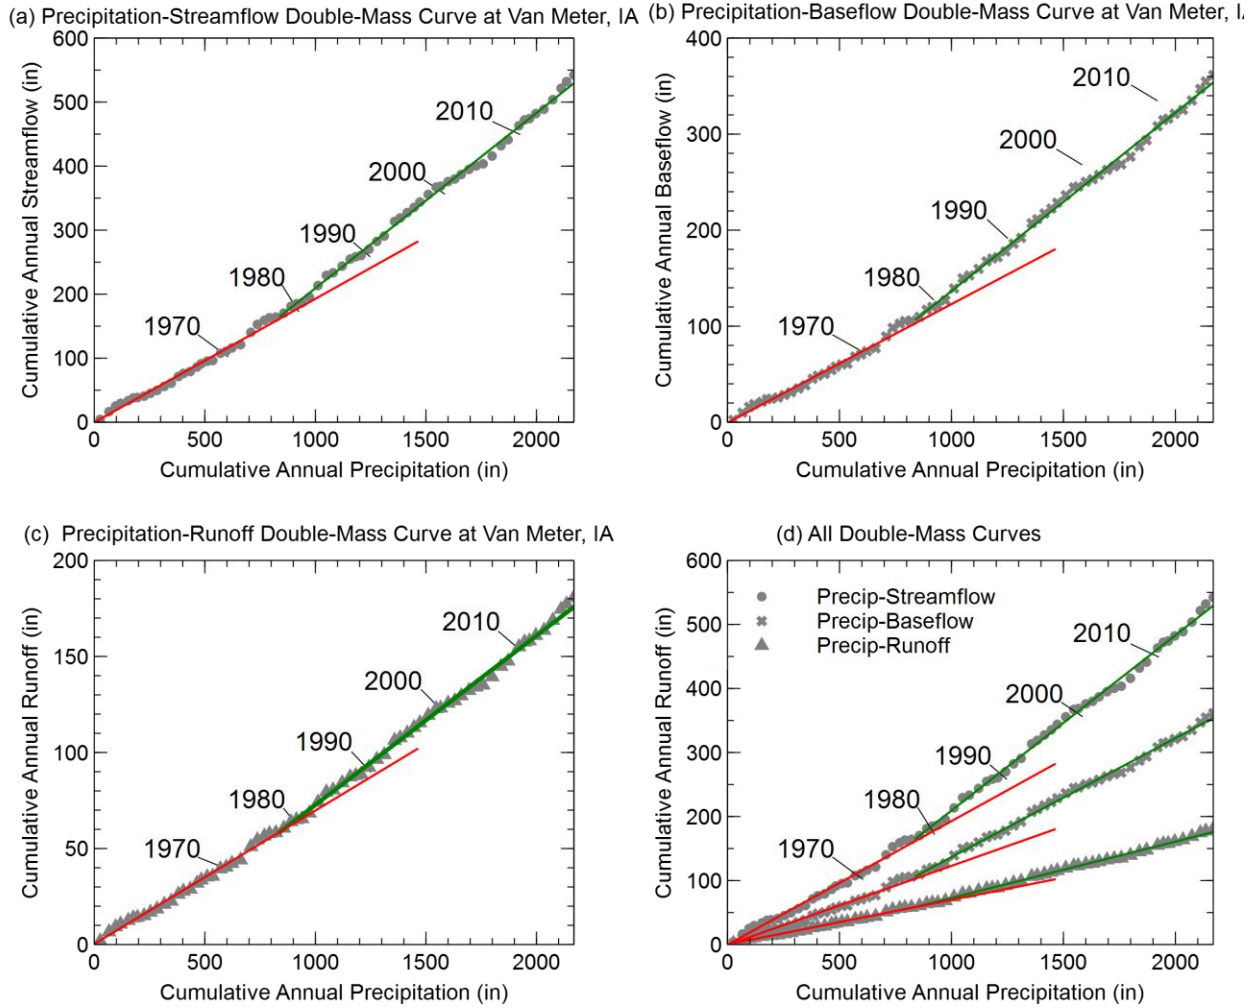 (a) Precipitation-Streamflow Double-Mass Curve at Van Meter, IA
600
500
400
300
200
100
0
0 500 1000 1500 2000
Cumulative Annual Streamflow (in)
Cumulative Annual Precipitation (in)
1970
1980
1990
2000
2010
(b) Precipitation-Baseflow Double-Mass Curve at Van Meter, IA
400
300
200
100
0
0 500 1000 1500 2000
Cumulative Annual Baseflow (in)
Cumulative Annual Precipitation (in)
1970
1980
1990
2000
2010
(c) Precipitation-Runoff Double-Mass Curve at Van Meter, IA
200
150
100
50
0
0 500 1000 1500 2000
Cumulative Annual Runoff (in)
Cumulative Annual Precipitation (in)
1970
1980
1990
2000
2010
(d) All Double-Mass Curves
600
500
400
300
200
100
0
0 500 1000 1500 2000
Cumulative Annual Runoff (in)
Cumulative Annual Precipitation (in)
Precip-Streamflow
Precip-Baseflow
Precip-Runoff
1970
1980
1990
2000
2010